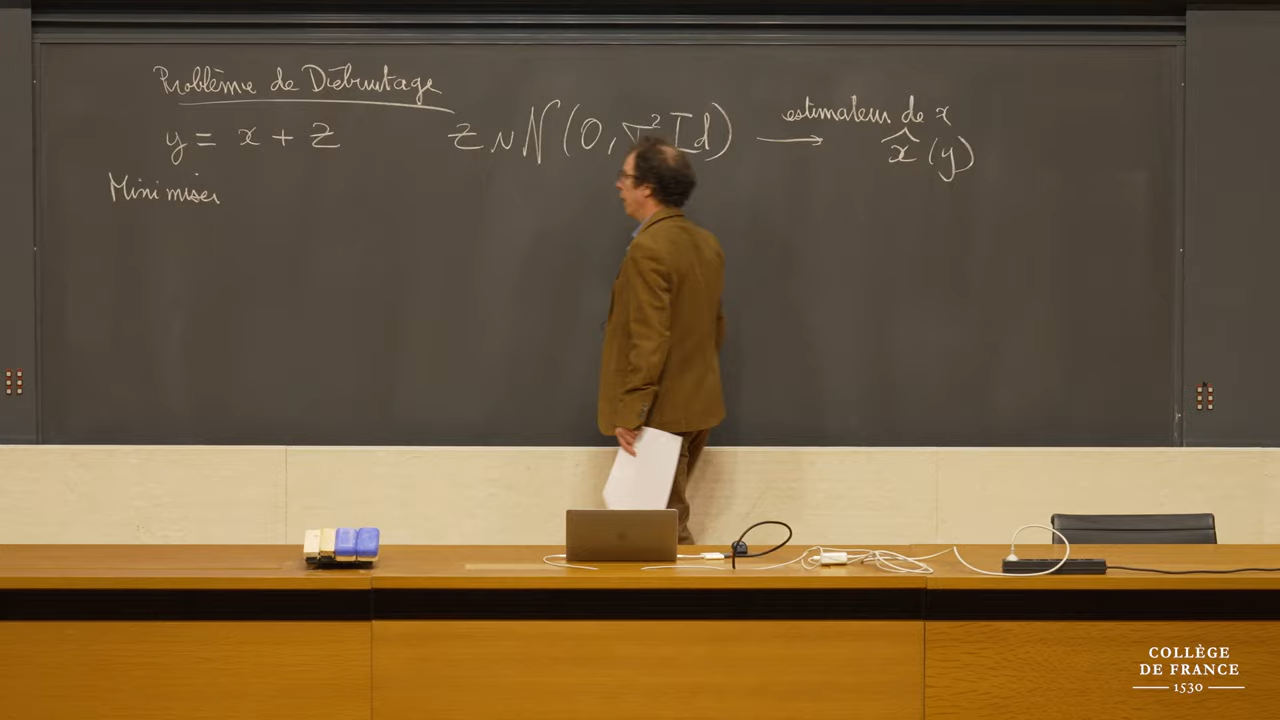 Problème de Débruitage
y = x + z   z ~ N(0, σ² Id) ⟶ estimateur de x
x̂(y)
Minimiser
COLLÈGE
DE FRANCE
1530